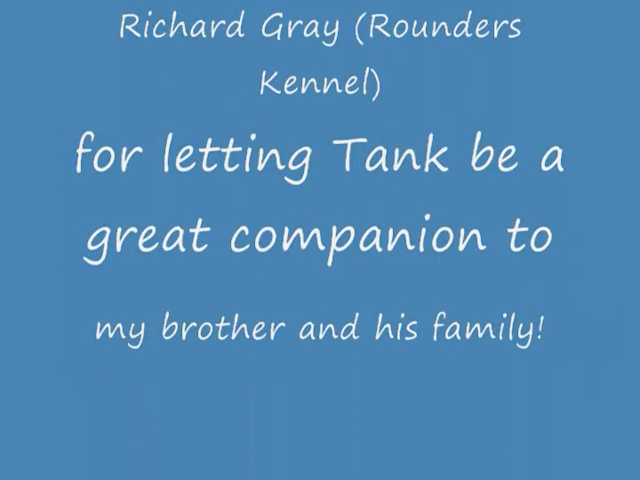 Richard Gray (Rounders
Kennel)
for letting Tank be a
great companion to
my brother and his family!